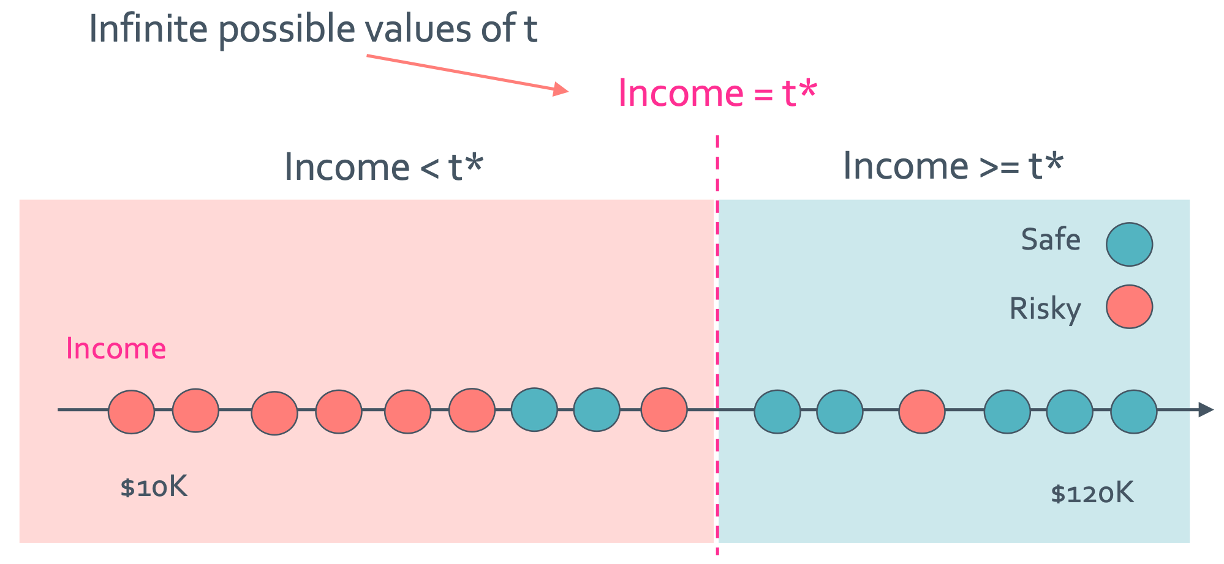 Infinite possible values of t
Income = t*
Income < t*
Income >= t*
Safe
Risky
Income
$10K
$120K